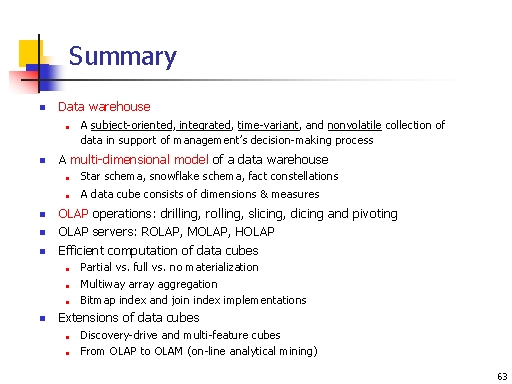 Summary
Data warehouse
A subject-oriented, integrated, time-variant, and nonvolatile collection of
data in support of management's decision-making process
A multi-dimensional model of a data warehouse
Star schema, snowflake schema, fact constellations
A data cube consists of dimensions & measures
OLAP operations: drilling, rolling, slicing, dicing and pivoting
OLAP servers: ROLAP, MOLAP, HOLAP
Efficient computation of data cubes
Partial vs. full vs. no materialization
Multiway array aggregation
Bitmap index and join index implementations
Extensions of data cubes
Discovery-drive and multi-feature cubes
From OLAP to OLAM (on-line analytical mining)
63